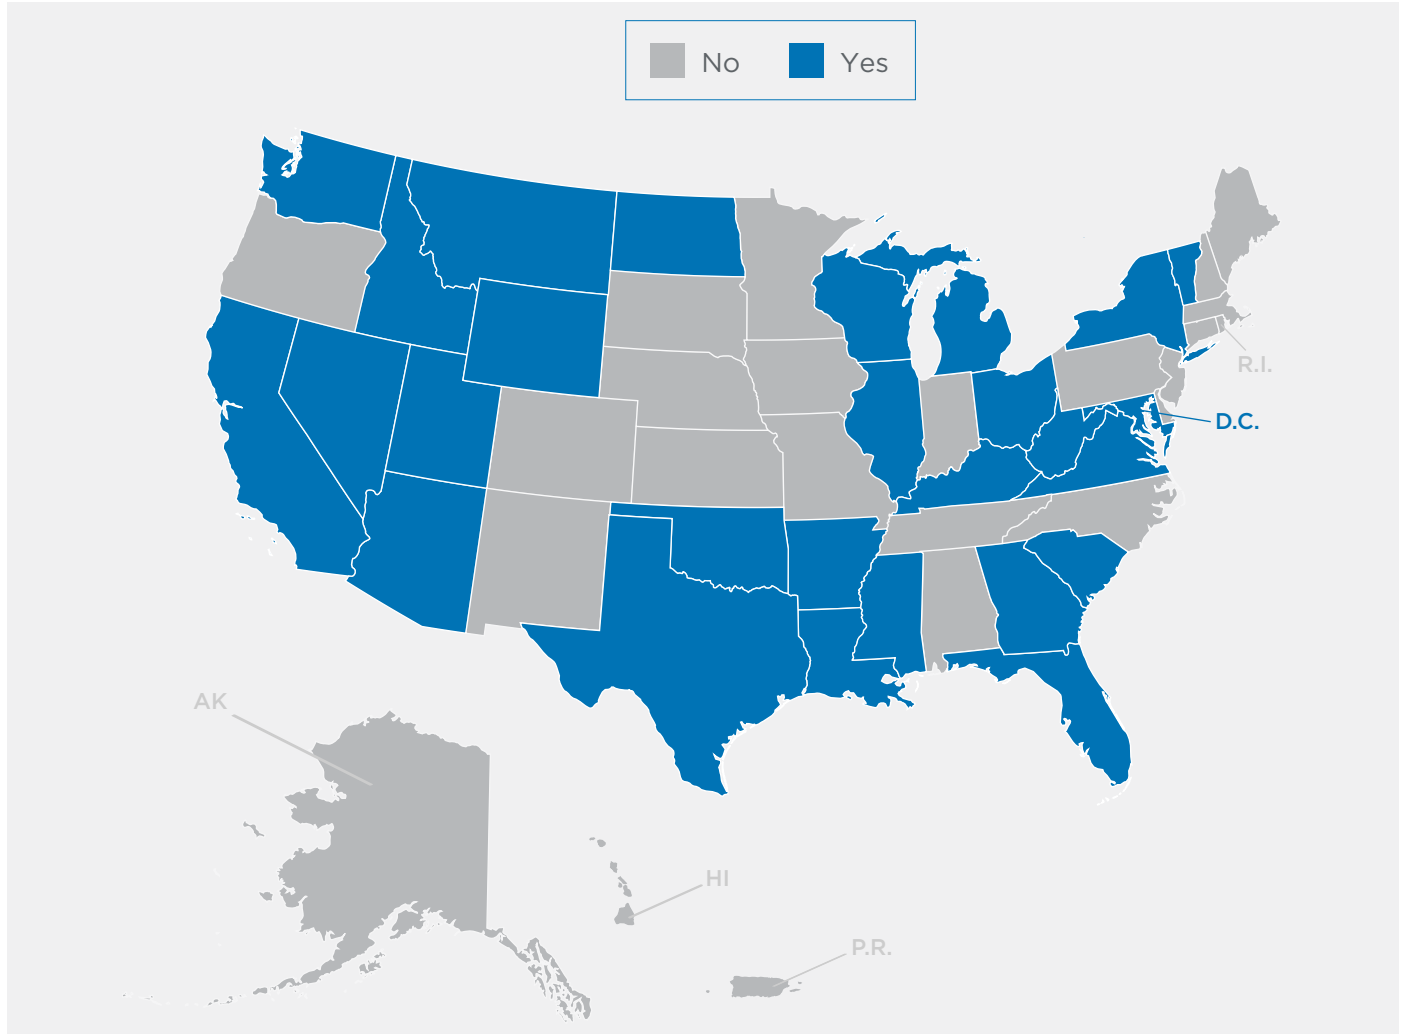 No Yes
R.I.
D.C.
AK
HI
P.R.